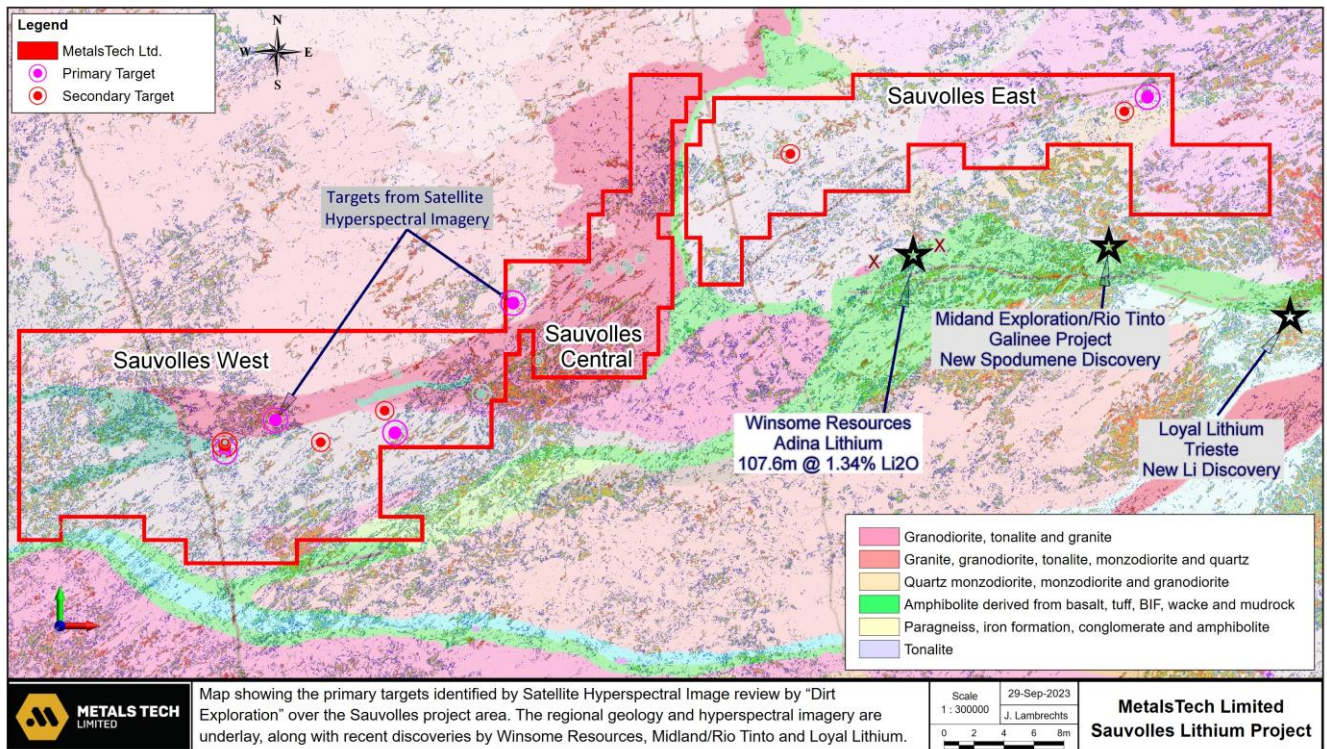 Legend
MetalsTech Ltd.
Primary Target
Secondary Target
N
W
E
S
Sauvolles East
Targets from Satellite
Hyperspectral Imagery
X
X
Sauvolles West
Sauvolles
Central
Midand Exploration/Rio Tinto
Galinee Project
New Spodumene Discovery
Winsome Resources
Adina Lithium
107.6m @ 1.34% Li2O
Loyal Lithium
Trieste
New Li Discovery
Granodiorite, tonalite and granite
Granite, granodiorite, tonalite, monzodiorite and quartz
Quartz monzodiorite, monzodiorite and granodiorite
Amphibolite derived from basalt, tuff, BIF, wacke and mudrock
Paragneiss, iron formation, conglomerate and amphibolite
Tonalite
METALS TECH
LIMITED
Map showing the primary targets identified by Satellite Hyperspectral Image review by “Dirt
Exploration” over the Sauvolles project area. The regional geology and hyperspectral imagery are
underlay, along with recent discoveries by Winsome Resources, Midland/Rio Tinto and Loyal Lithium.
Scale
1 : 300000
29-Sep-2023
J. Lambrechts
0 2 4 6 8m
MetalsTech Limited
Sauvolles Lithium Project